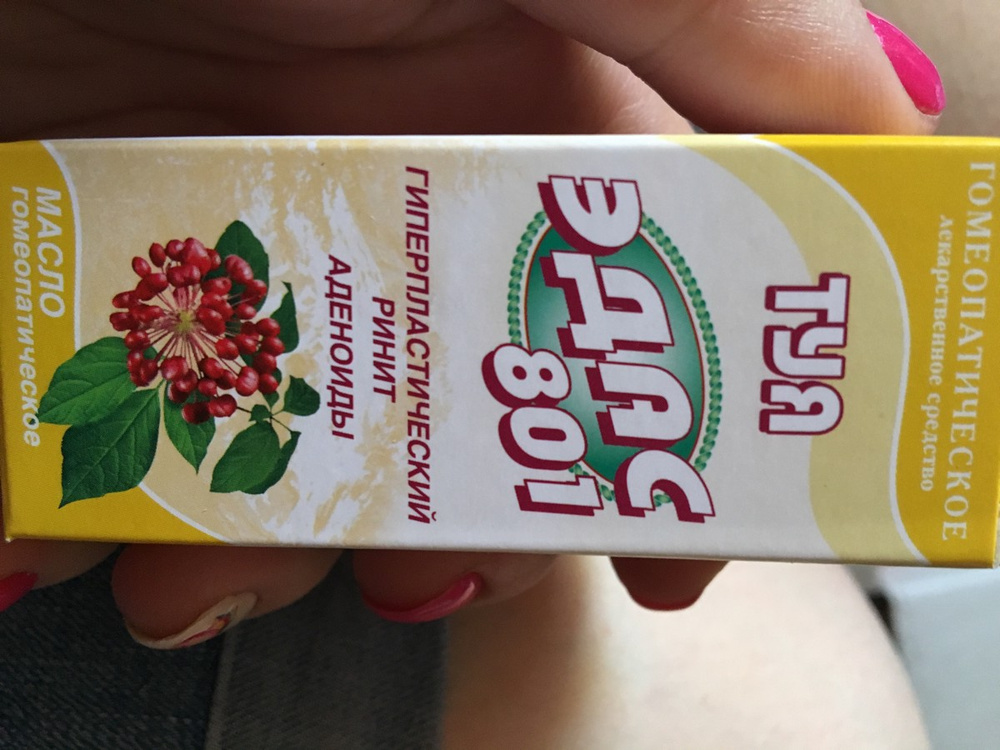 ГОМЕОПАТИЧЕСКОЕ
лекарственное средство
ТУЯ
ЭДАС
801
ГИПЕРПЛАСТИЧЕСКИЙ
РИНИТ
АДЕНОИДЫ
МАСЛО
гомеопатическое